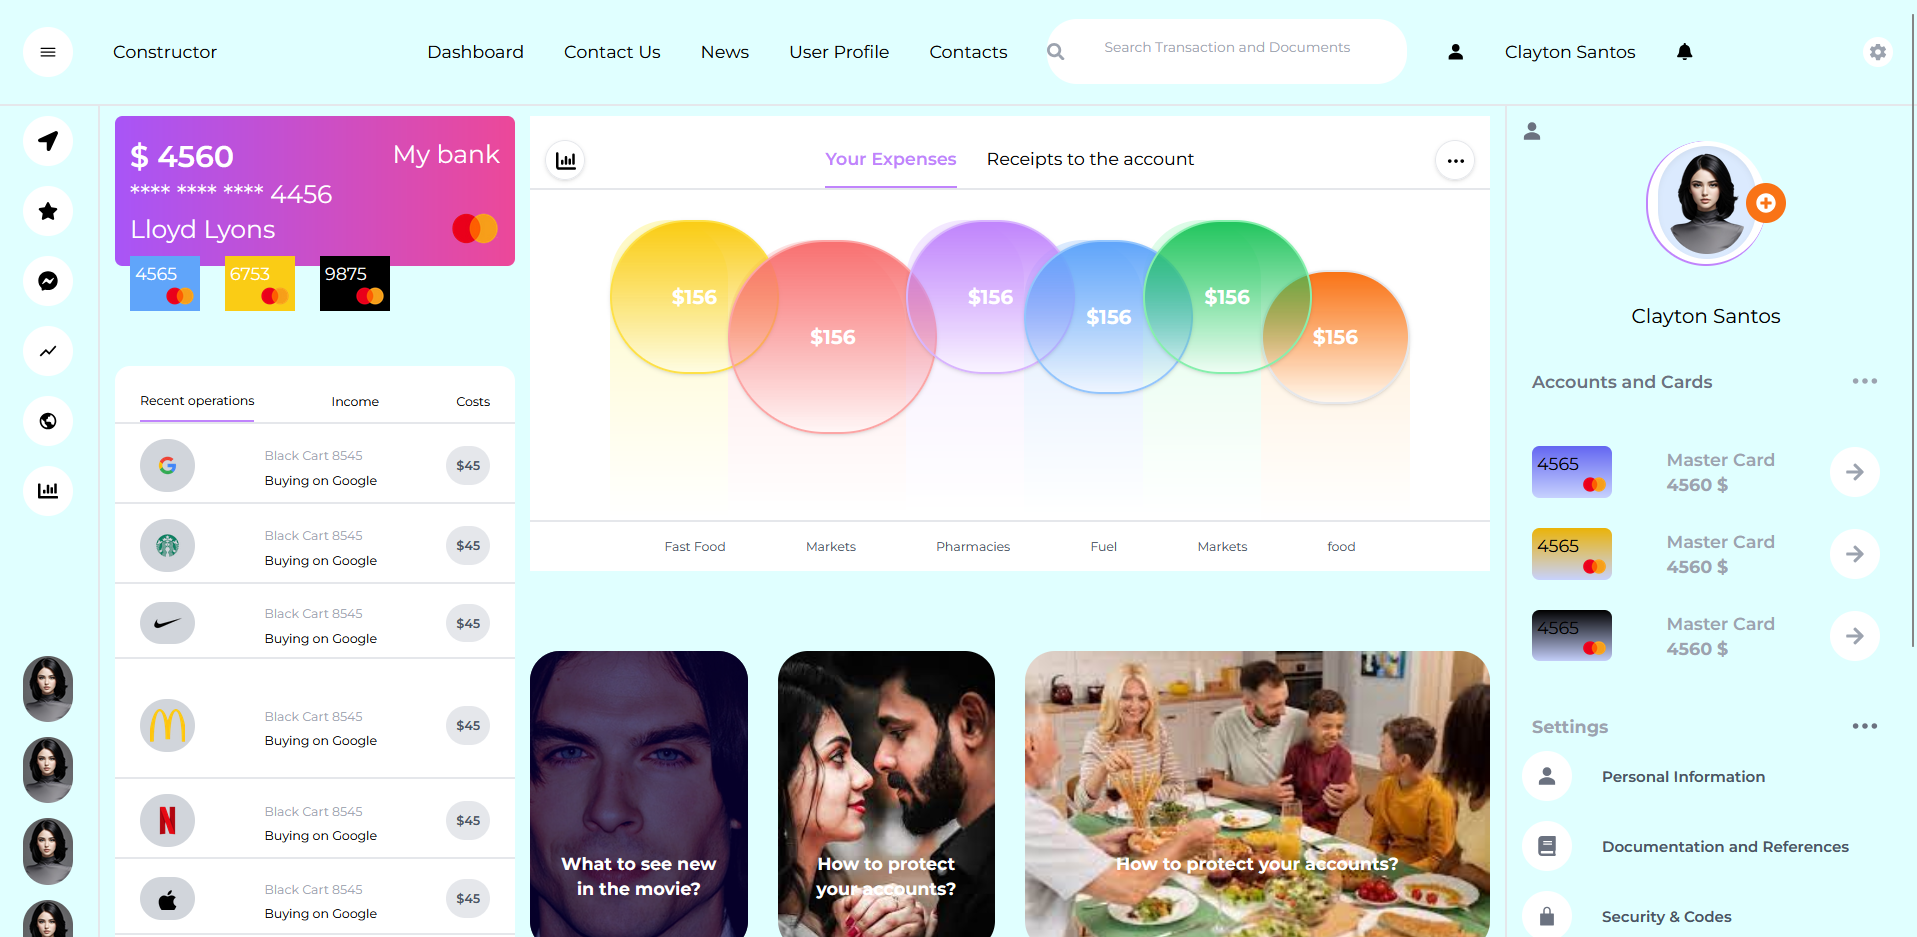 Constructor
Dashboard
Contact Us
News
User Profile
Contacts
Search Transaction and Documents
Clayton Santos
$ 4560
My bank
**** **** **** 4456
Lloyd Lyons
4565
6753
9875
Recent operations
Income
Costs
Black Cart 8545
Buying on Google
$45
Black Cart 8545
Buying on Google
$45
Black Cart 8545
Buying on Google
$45
Black Cart 8545
Buying on Google
$45
Black Cart 8545
Buying on Google
$45
Black Cart 8545
Buying on Google
$45
Your Expenses
Receipts to the account
$156
$156
$156
$156
$156
$156
Fast Food
Markets
Pharmacies
Fuel
Markets
food
What to see new
in the movie?
How to protect
your accounts?
How to protect your accounts?
Clayton Santos
Accounts and Cards
4565
Master Card
4560 $
4565
Master Card
4560 $
4565
Master Card
4560 $
Settings
Personal Information
Documentation and References
Security & Codes